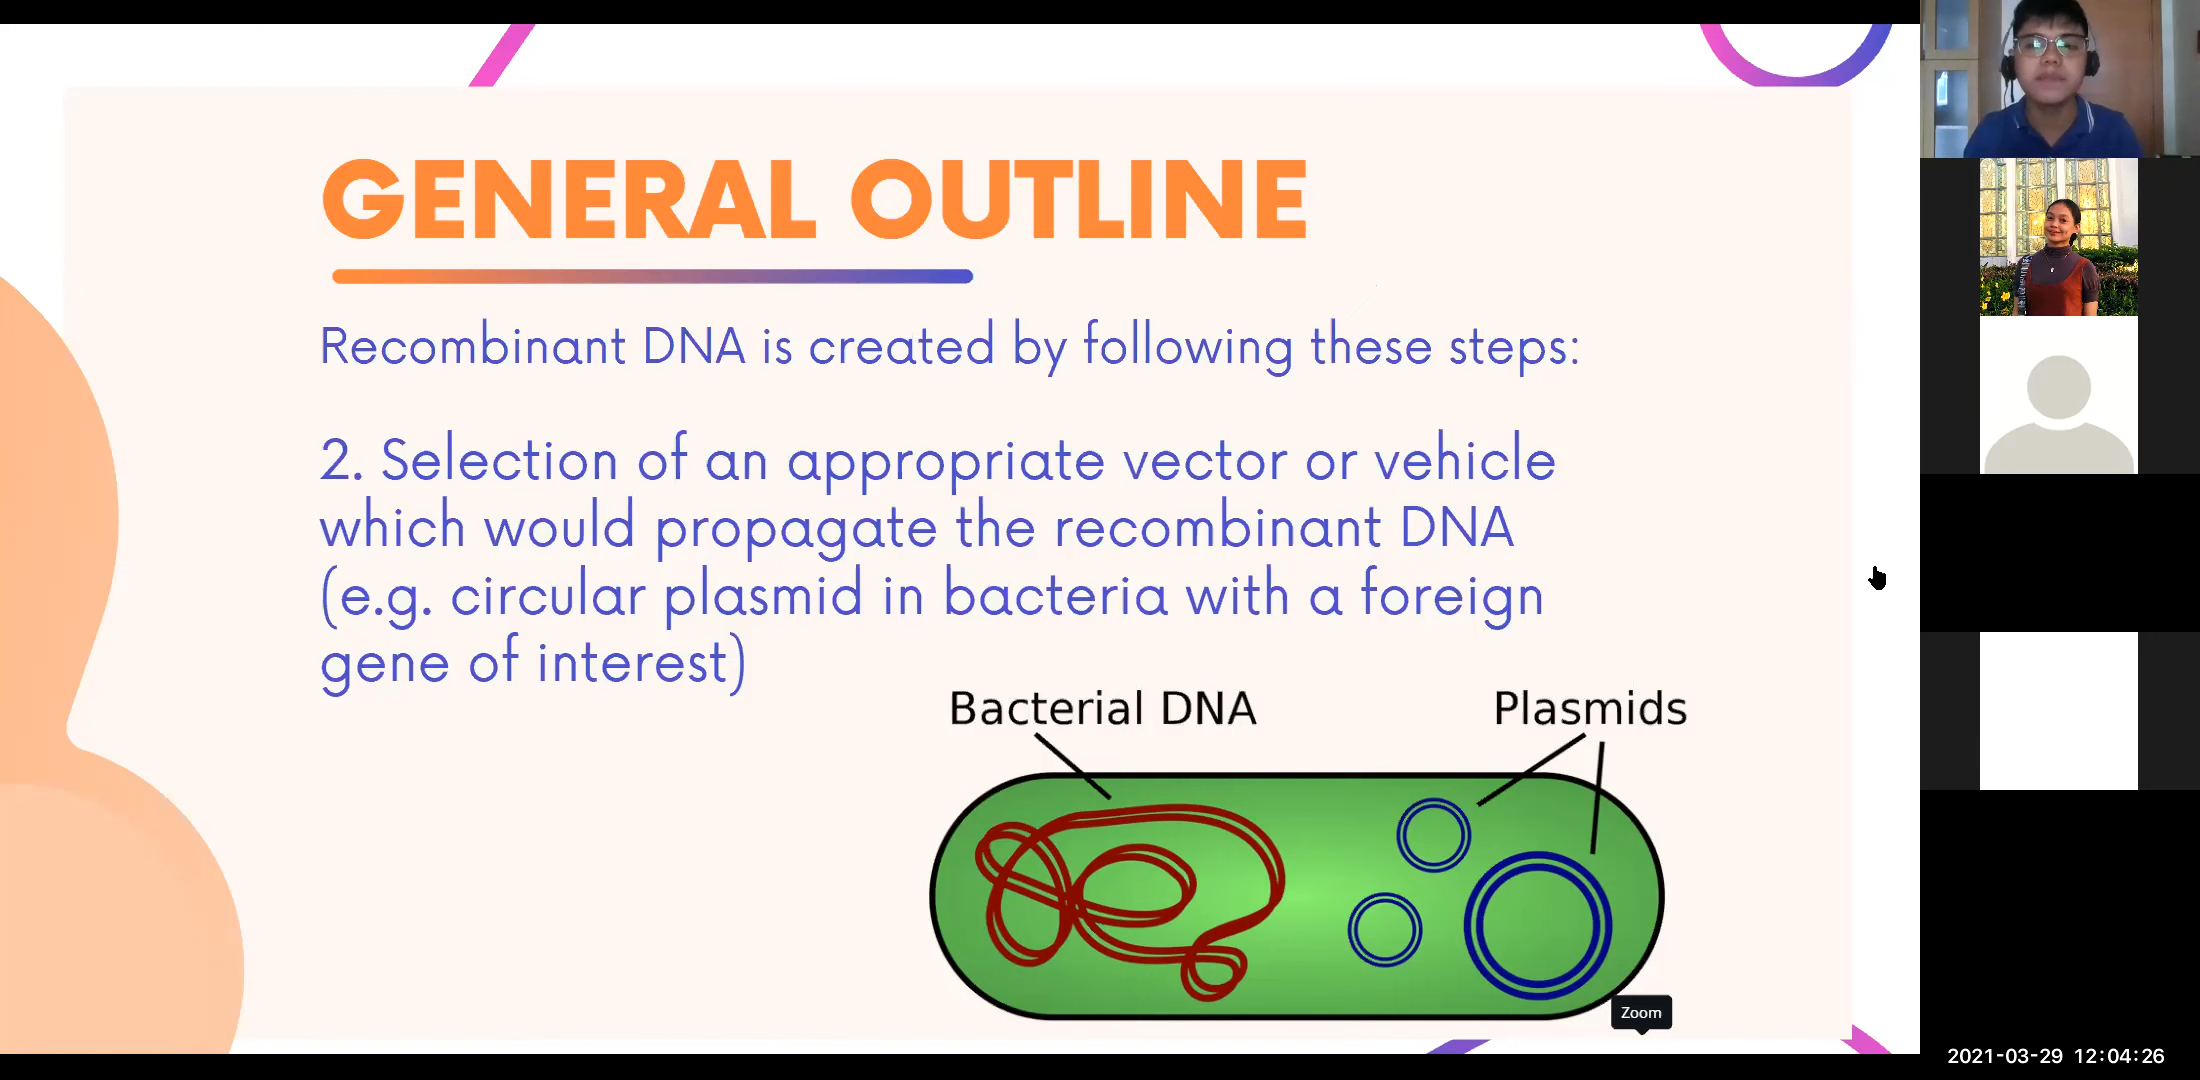 GENERAL OUTLINE
Recombinant DNA is created by following these steps:
2. Selection of an appropriate vector or vehicle
which would propagate the recombinant DNA
(e.g. circular plasmid in bacteria with a foreign
gene of interest)
Bacterial DNA
Plasmids
Zoom
2021-03-29 12:04:26